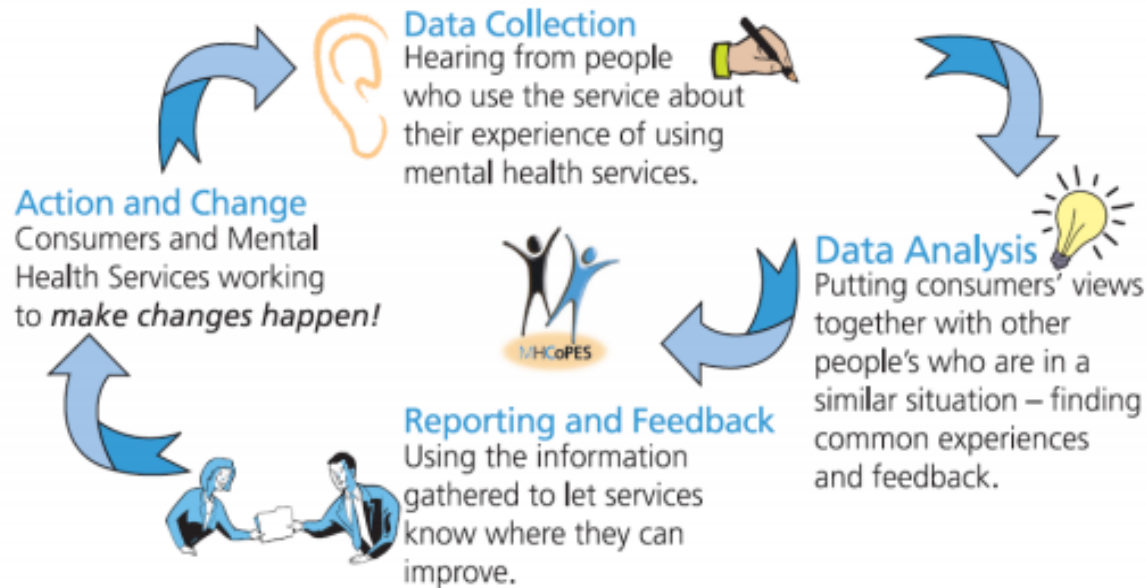 Data Collection
Hearing from people
who use the service about
their experience of using
mental health services.
Action and Change
Consumers and Mental
Health Services working
to make changes happen!
Data Analysis
Putting consumers' views
together with other
people's who are in a
similar situation – finding
common experiences
and feedback.
MHCoPES
Reporting and Feedback
Using the information
gathered to let services
know where they can
improve.